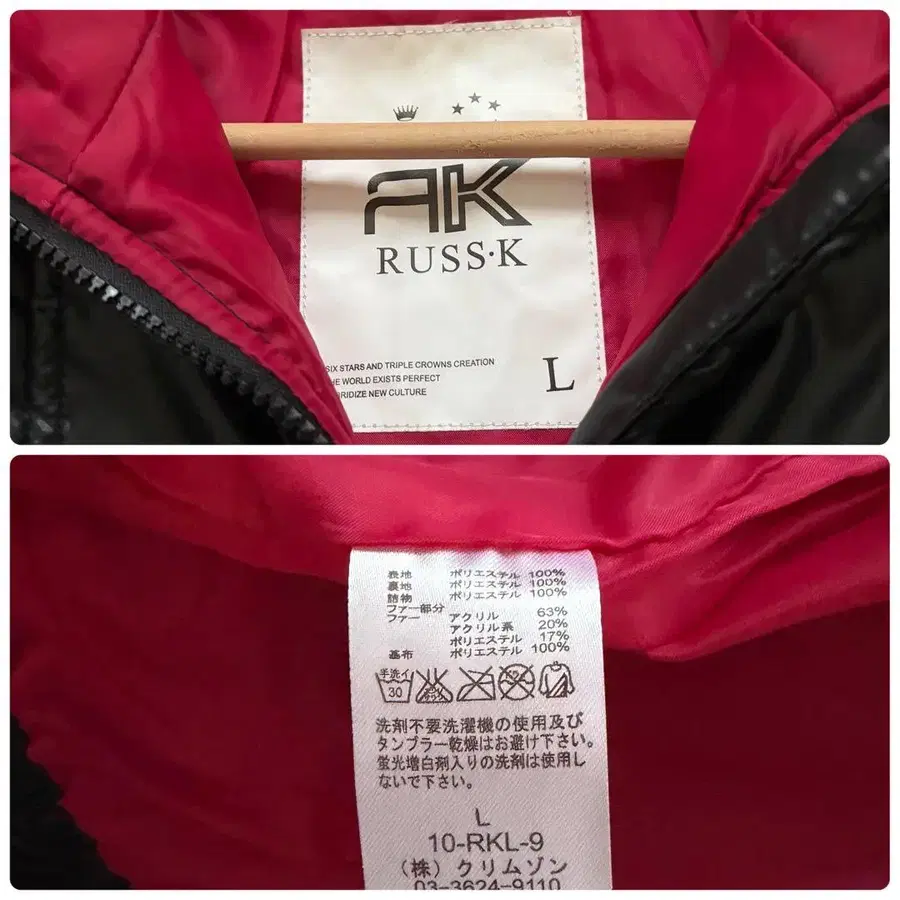 RK
RUSS·K
SIX STARS AND TRIPLE CROWNS CREATION
THE WORLD EXISTS PERFECT
L
CULTURE NEW
表地 ポリエステル 100%
裏地 ポリエステル 100%
詰物 ポリエステル 100%
ファー部分
ファー アクリル 63%
アクリル系 20%
ポリエステル 17%
基布 ポリエステル 100%
手洗イ
30
洗剤不要洗濯機の使用及び
タンブラー乾燥はお避け下さい。
蛍光増白剤入りの洗剤は使用し
ないで下さい。
L
10-RKL-9
(株)クリムゾン
03-3624-9110